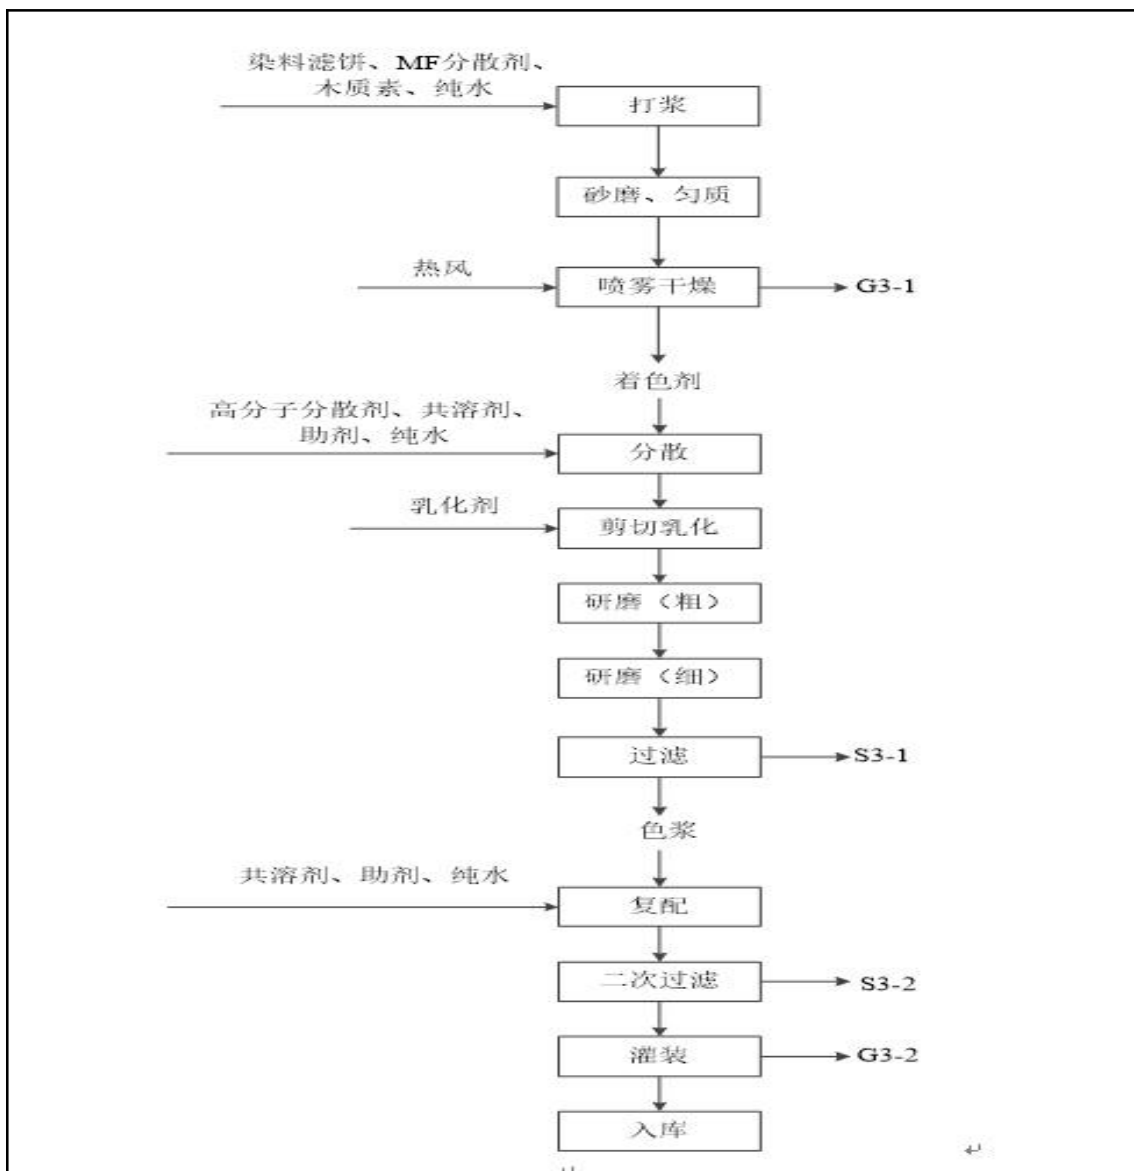 染料滤饼、MF分散剂、
木质素、纯水
打浆
砂磨、匀质
热风
喷雾干燥
G3-1
着色剂
高分子分散剂、共溶剂、
助剂、纯水
分散
乳化剂
剪切乳化
研磨（粗）
研磨（细）
过滤
S3-1
色浆
共溶剂、助剂、纯水
复配
二次过滤
S3-2
灌装
G3-2
入库